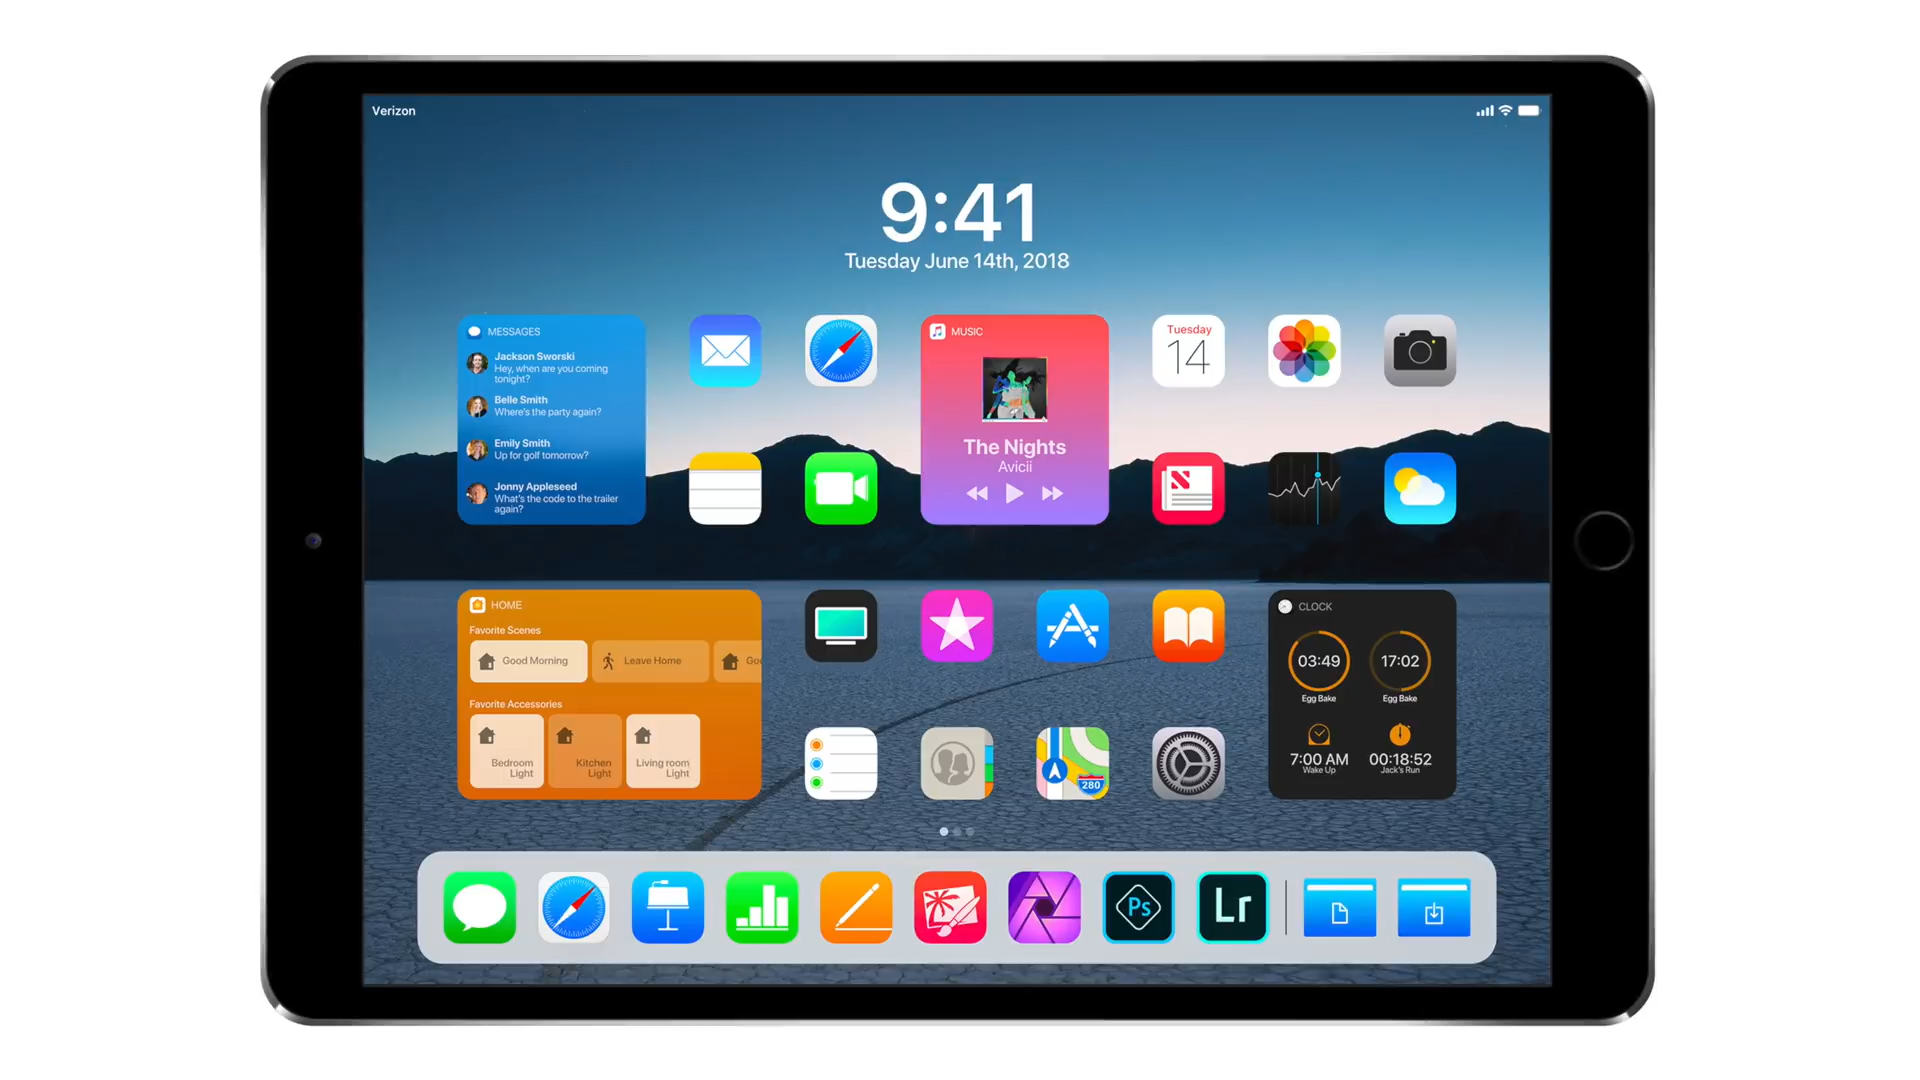 Verizon
9:41
Tuesday June 14th, 2018
MESSAGES
Jackson Sworski
Hey, when are you coming
tonight?
Belle Smith
Where's the party again?
Emily Smith
Up for golf tomorrow?
Jonny Appleseed
What's the code to the trailer
again?
MUSIC
The Nights
Avicii
Tuesday
14
HOME
Favorite Scenes
Good Morning
Leave Home
Goo
Favorite Accessories
Bedroom
Light
Kitchen
Light
Living room
Light
280
CLOCK
03:49
Egg Bake
17:02
Egg Bake
7:00 AM
Wake Up
00:18:52
Jack's Run
Ps
Lr